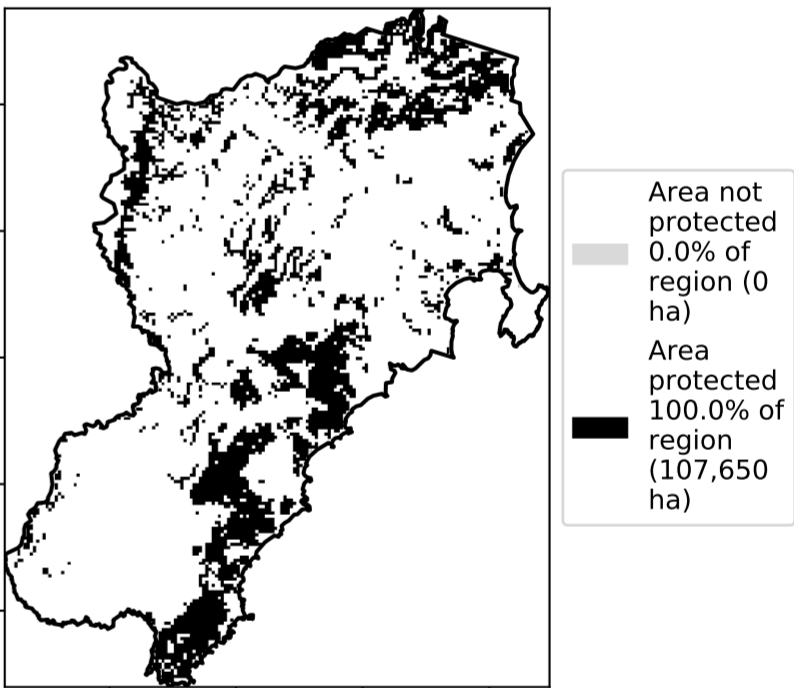 Area not
protected
0.0% of
region (0
ha)
Area
protected
100.0% of
region
(107,650
ha)